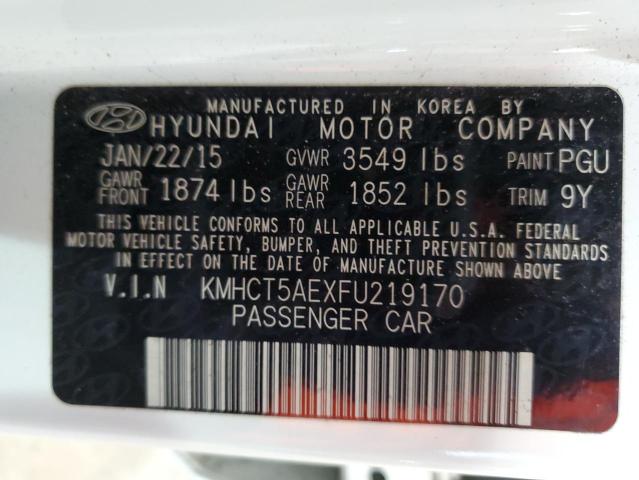 MANUFACTURED IN KOREA BY
HYUNDAI MOTOR COMPANY
JAN/22/15 GVWR 3549 lbs PAINT PGU
GAWR FRONT 1874 lbs GAWR REAR 1852 lbs TRIM 9Y
THIS VEHICLE CONFORMS TO ALL APPLICABLE U.S.A. FEDERAL
MOTOR VEHICLE SAFETY, BUMPER, AND THEFT PREVENTION STANDARDS
IN EFFECT ON THE DATE OF MANUFACTURE SHOWN ABOVE
V.I.N KMHCT5AEXFU219170
PASSENGER CAR